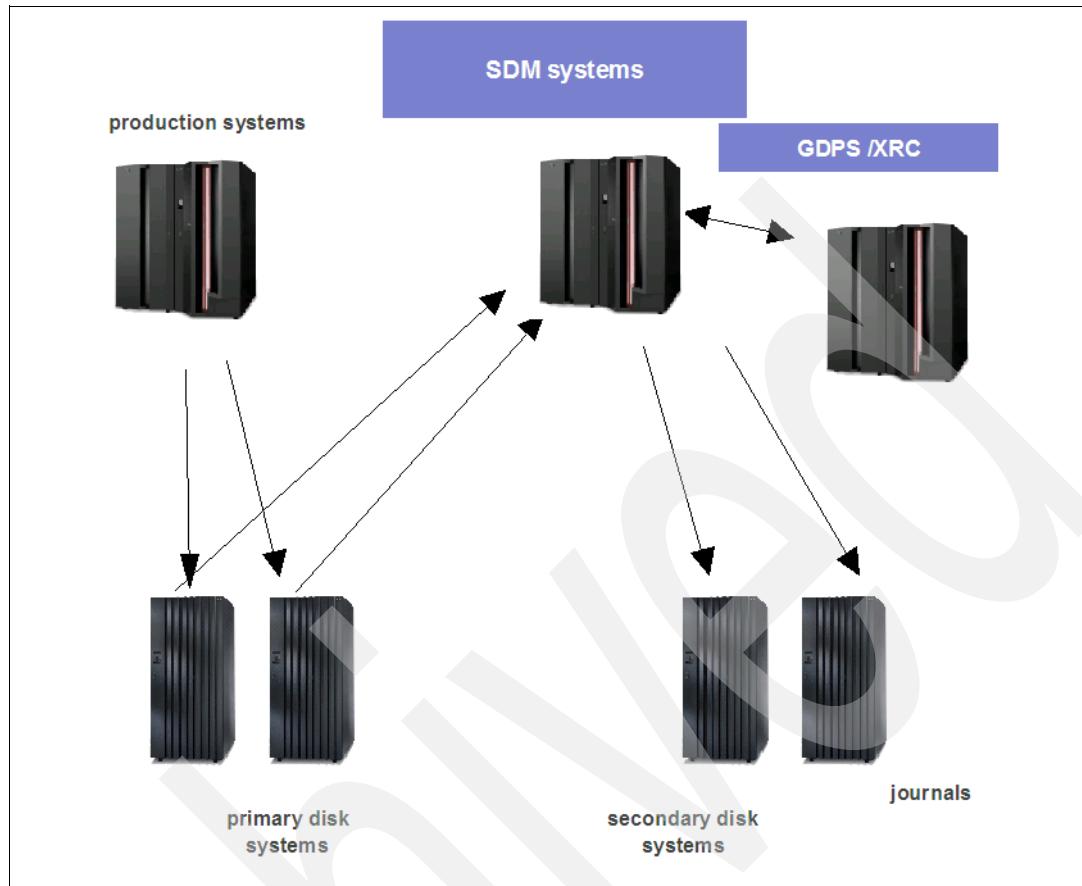 SDM systems
production systems
GDPS /XRC
journals
primary disk
systems
secondary disk
systems